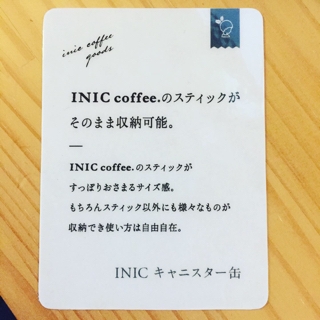 inic coffee
goods
INIC coffee.のスティックが
そのまま収納可能。
—
INIC coffee.のスティックが
すっぽりおさまるサイズ感。
もちろんスティック以外にも様々なものが
収納でき使い方は自由自在。
INIC キャニスター缶